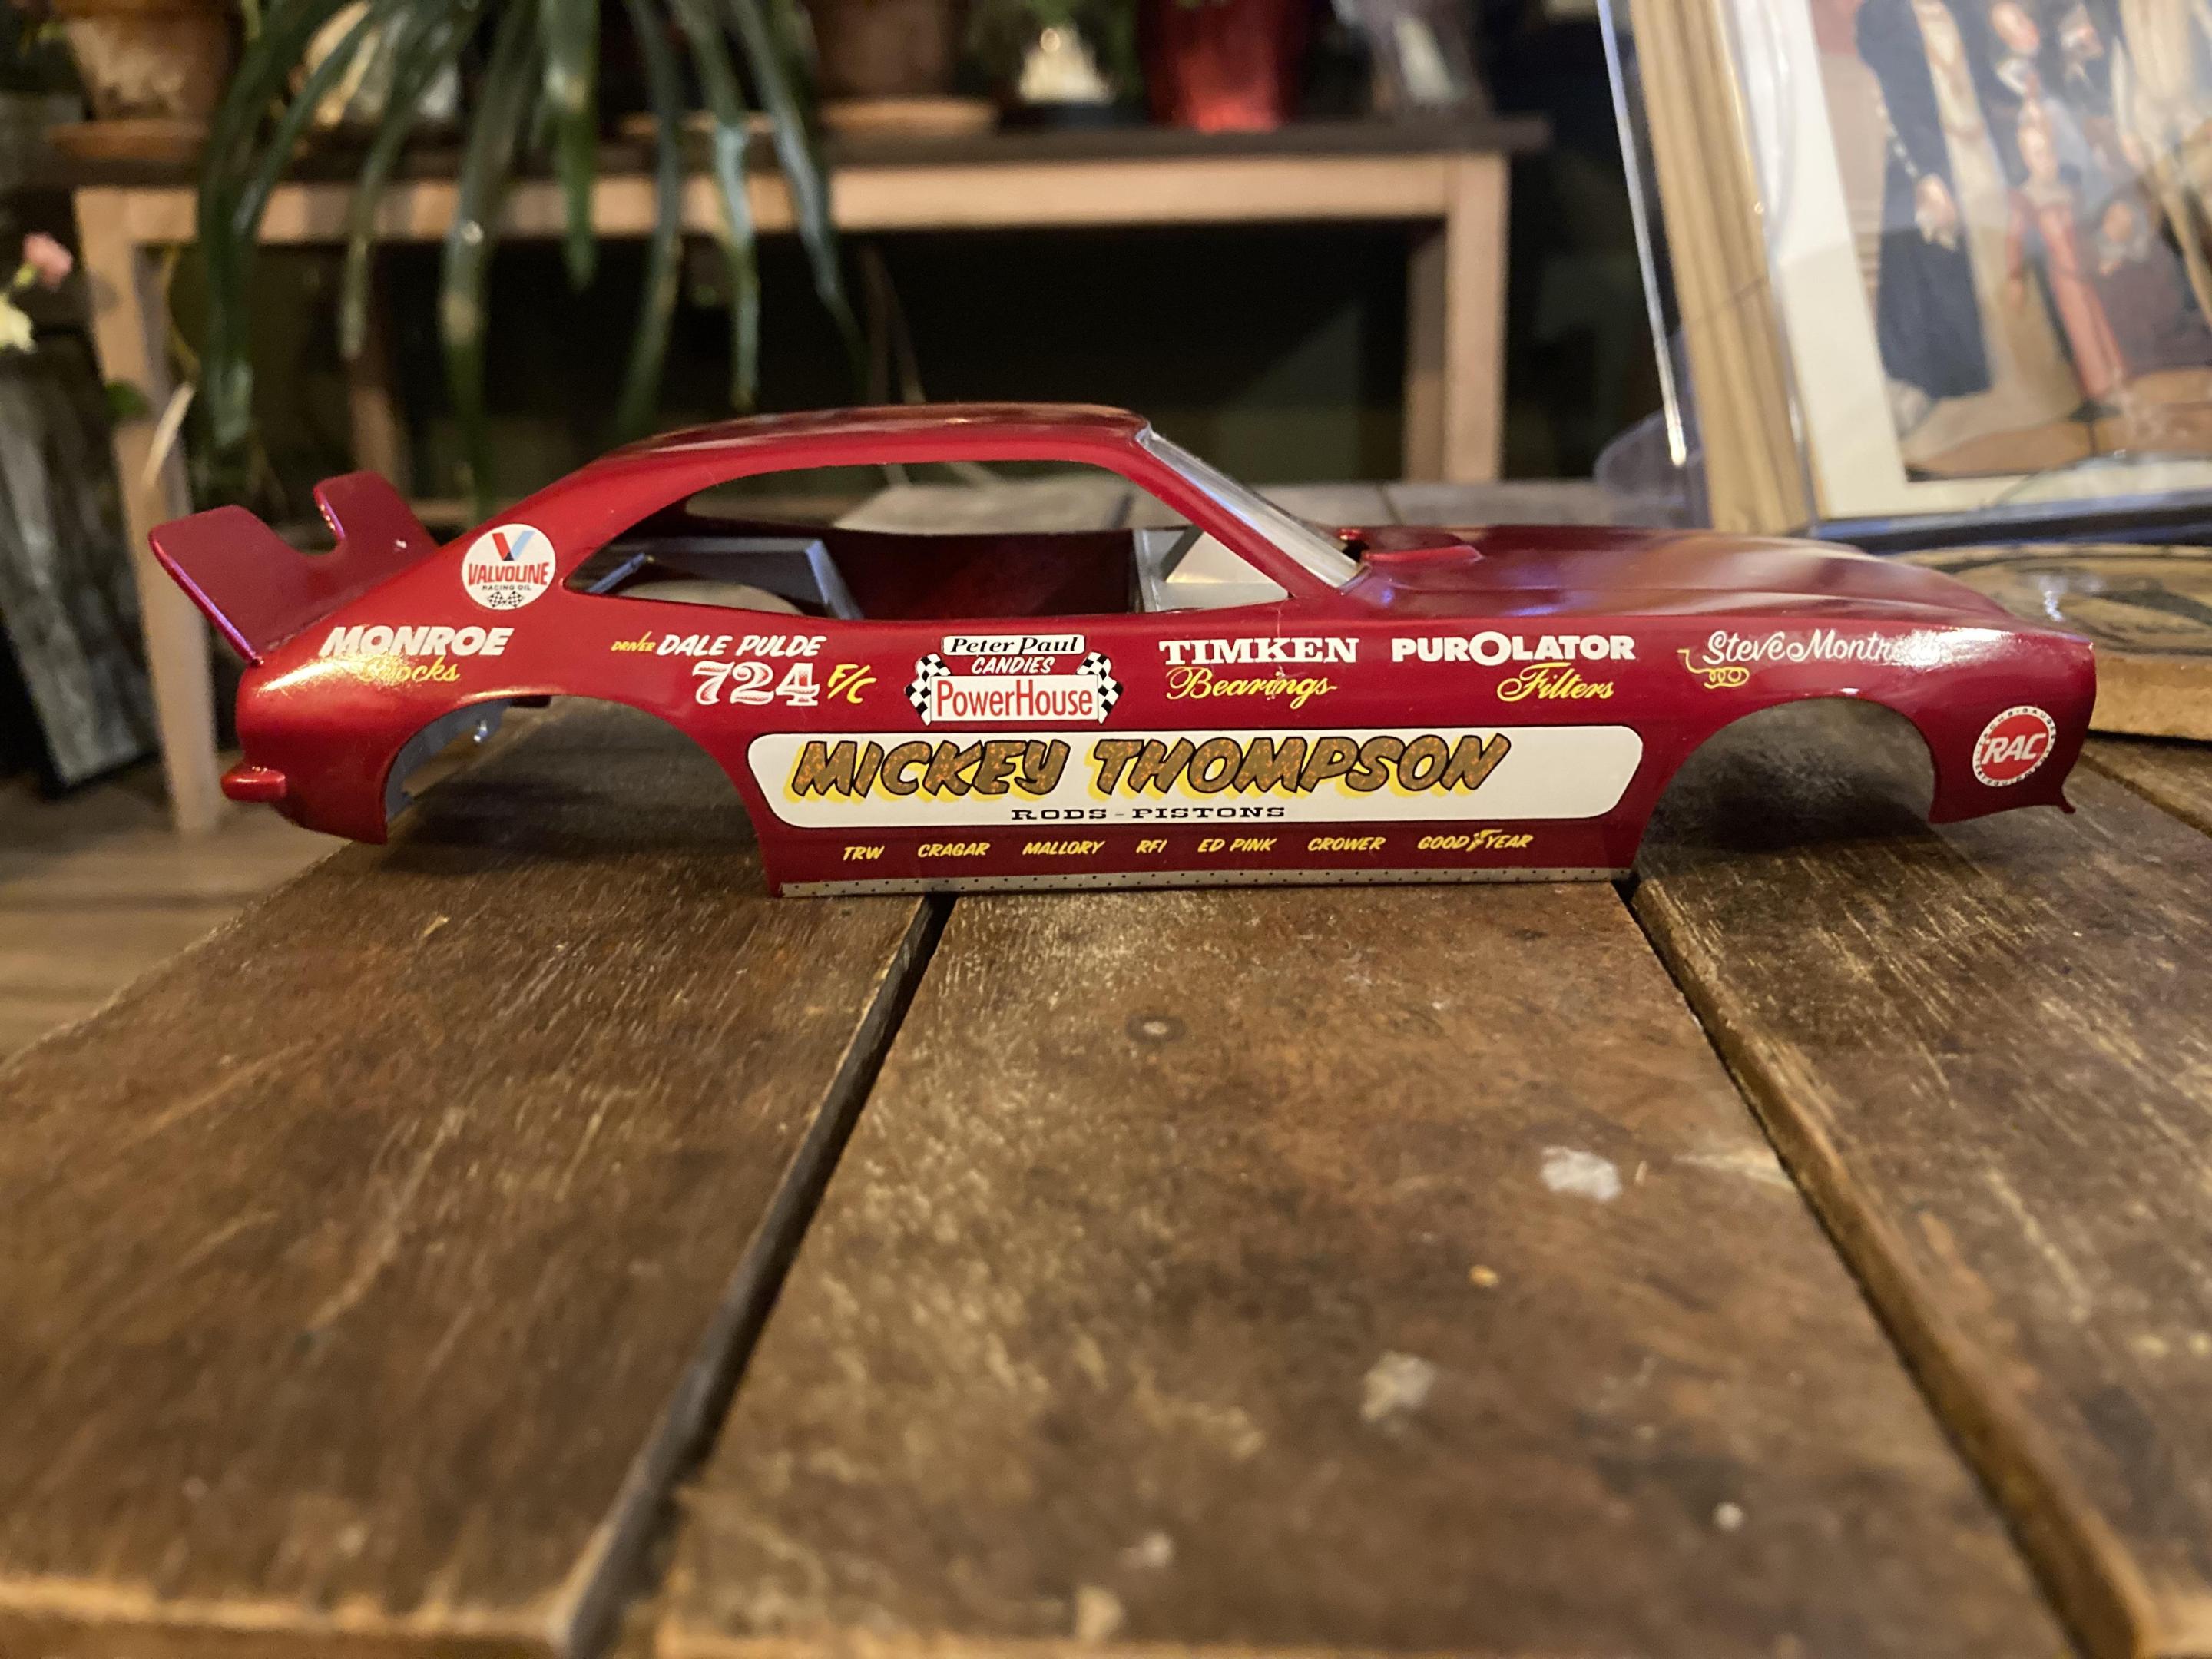 VALVOLINE
RACING OIL
MONROE
Shocks
DRIVER DALE PULDE
724 F/C
Peter Paul
CANDIES
PowerHouse
TIMKEN
Bearings
PUROLATOR
Filters
Steve
RAC
MICKEY THOMPSON
RODS - PISTONS
TRW CRAGAR MALLORY RFI ED PINK CROWER GOODYEAR